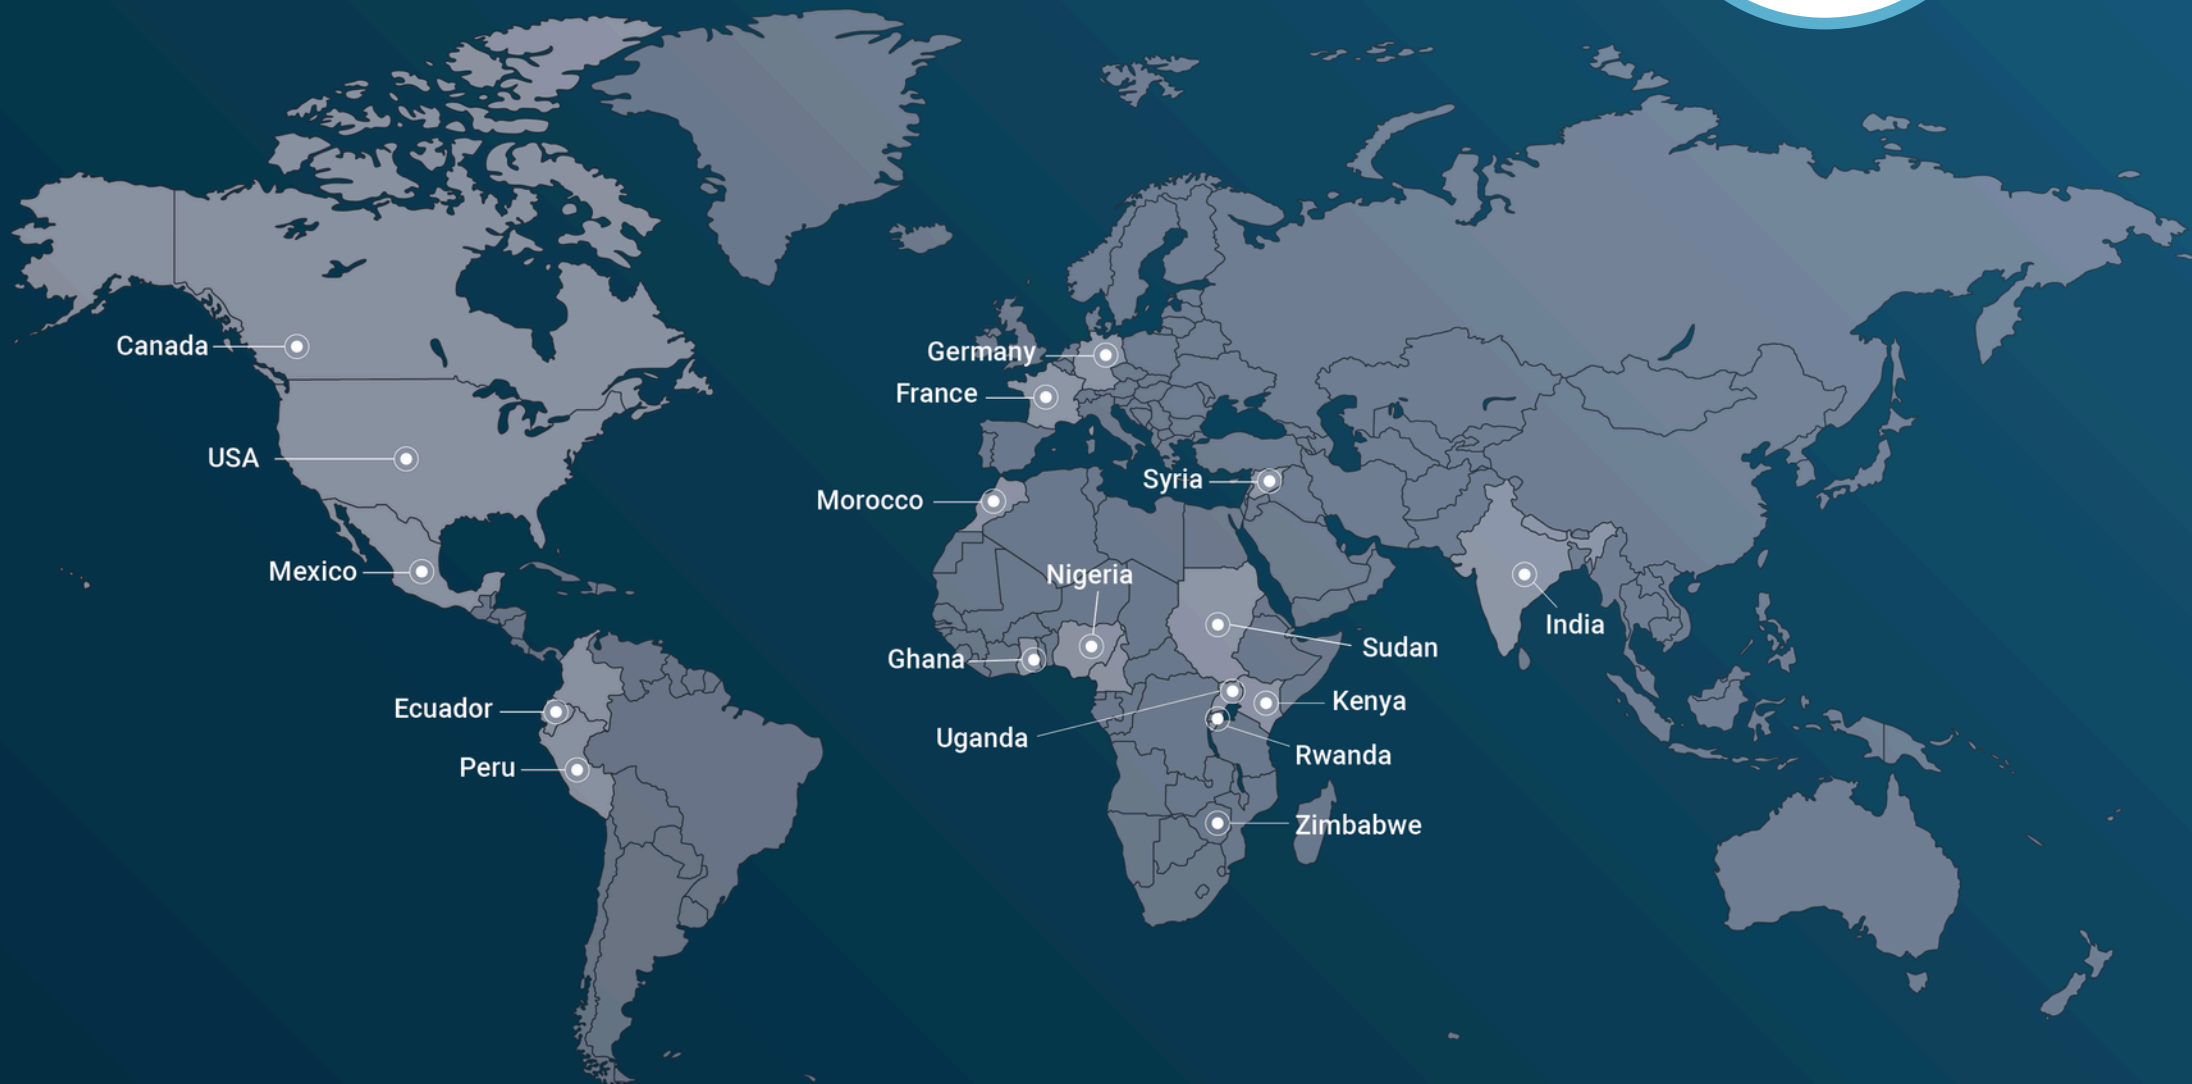 Canada
USA
Mexico
Ecuador
Peru
Germany
France
Syria
Morocco
Nigeria
Ghana
Uganda
Sudan
Kenya
Rwanda
Zimbabwe
India